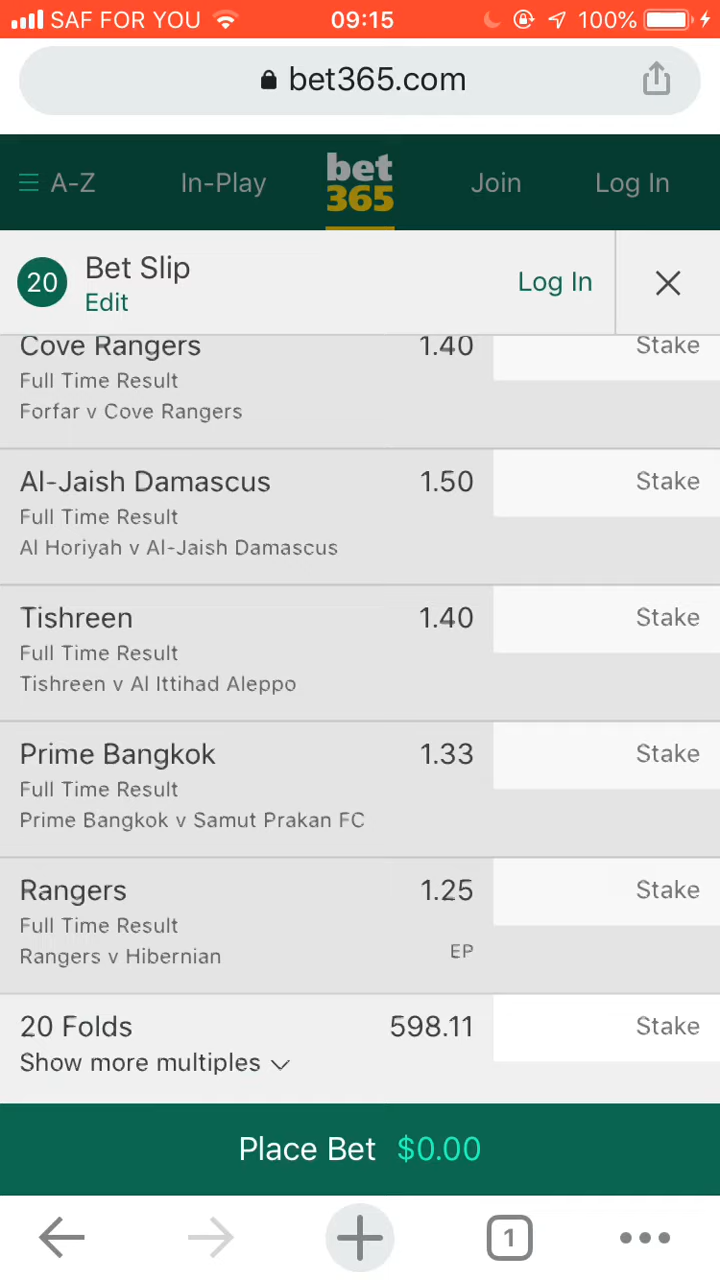 SAF FOR YOU 09:15 100%
bet365.com
A-Z In-Play bet365 Join Log In
20 Bet Slip Log In
Edit
Cove Rangers 1.40 Stake
Full Time Result
Forfar v Cove Rangers
Al-Jaish Damascus 1.50 Stake
Full Time Result
Al Horiyah v Al-Jaish Damascus
Tishreen 1.40 Stake
Full Time Result
Tishreen v Al Ittihad Aleppo
Prime Bangkok 1.33 Stake
Full Time Result
Prime Bangkok v Samut Prakan FC
Rangers 1.25 Stake
Full Time Result
Rangers v Hibernian EP
20 Folds 598.11 Stake
Show more multiples
Place Bet $0.00
1